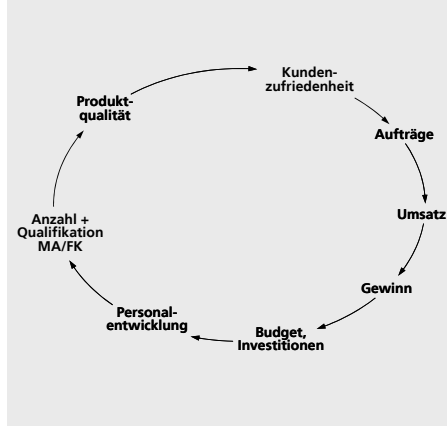 Kunden-
zufriedenheit
Aufträge
Umsatz
Gewinn
Budget,
Investitionen
Personal-
entwicklung
Anzahl +
Qualifikation
MA/FK
Produkt-
qualität